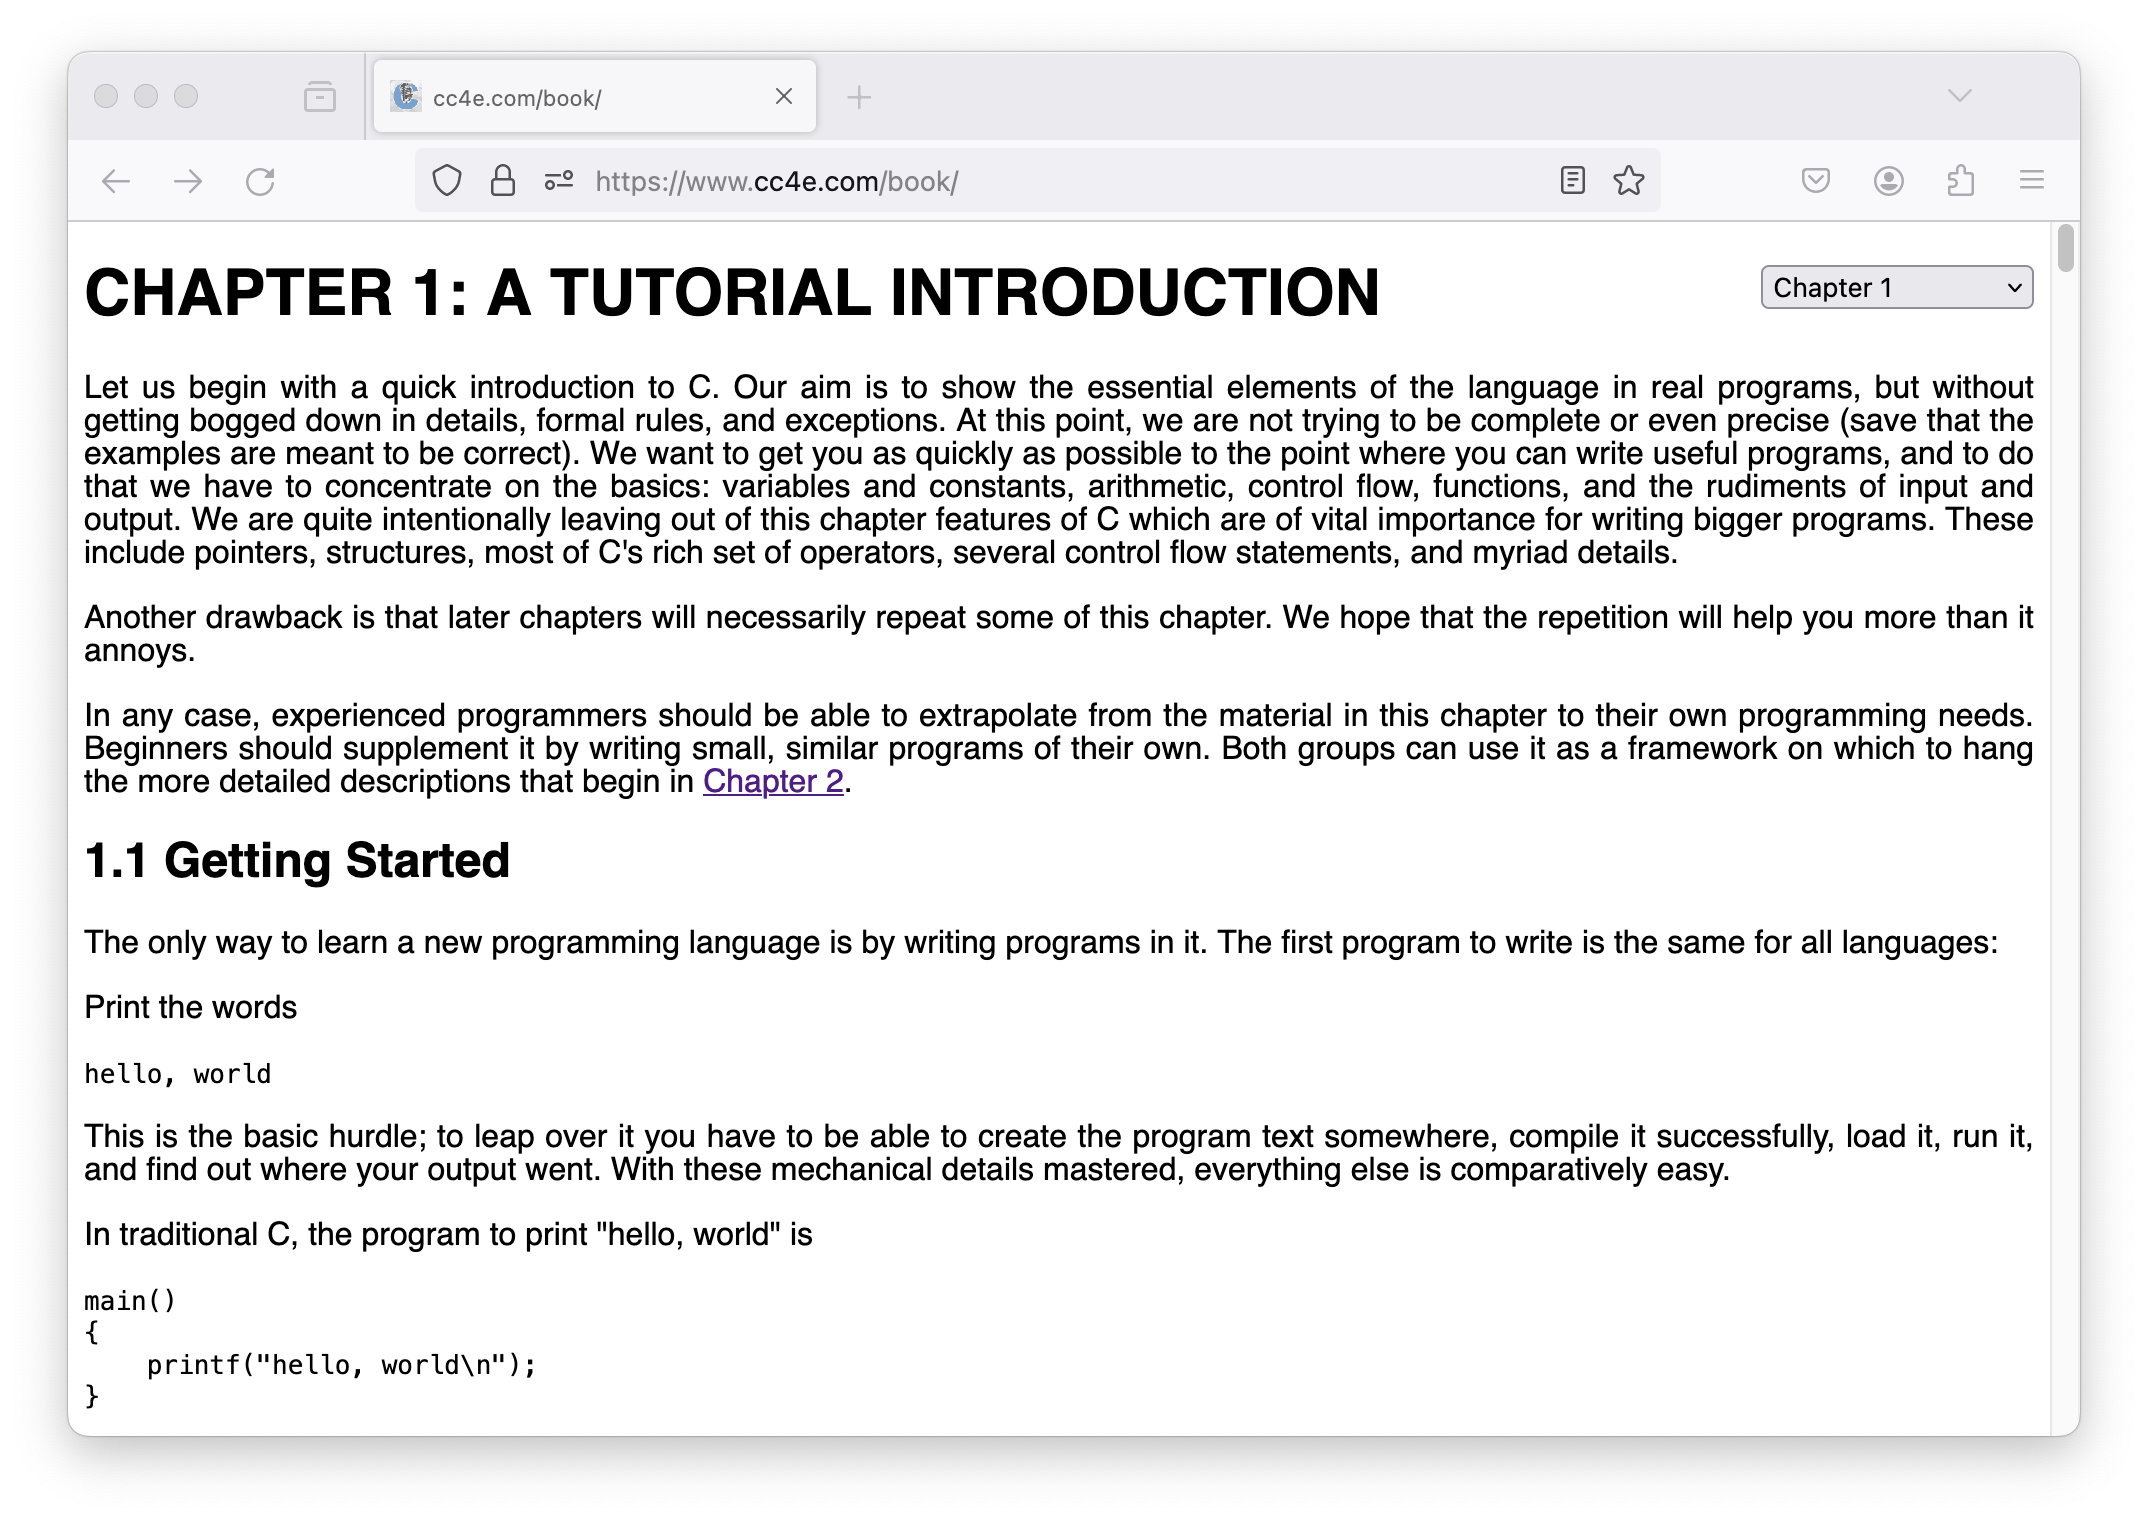 cc4e.com/book/
https://www.cc4e.com/book/
CHAPTER 1: A TUTORIAL INTRODUCTION
Chapter 1
Let us begin with a quick introduction to C. Our aim is to show the essential elements of the language in real programs, but without
getting bogged down in details, formal rules, and exceptions. At this point, we are not trying to be complete or even precise (save that the
examples are meant to be correct). We want to get you as quickly as possible to the point where you can write useful programs, and to do
that we have to concentrate on the basics: variables and constants, arithmetic, control flow, functions, and the rudiments of input and
output. We are quite intentionally leaving out of this chapter features of C which are of vital importance for writing bigger programs. These
include pointers, structures, most of C's rich set of operators, several control flow statements, and myriad details.
Another drawback is that later chapters will necessarily repeat some of this chapter. We hope that the repetition will help you more than it
annoys.
In any case, experienced programmers should be able to extrapolate from the material in this chapter to their own programming needs.
Beginners should supplement it by writing small, similar programs of their own. Both groups can use it as a framework on which to hang
the more detailed descriptions that begin in Chapter 2.
1.1 Getting Started
The only way to learn a new programming language is by writing programs in it. The first program to write is the same for all languages:
Print the words
hello, world
This is the basic hurdle; to leap over it you have to be able to create the program text somewhere, compile it successfully, load it, run it,
and find out where your output went. With these mechanical details mastered, everything else is comparatively easy.
In traditional C, the program to print "hello, world" is
main()
{
    printf("hello, world\n");
}